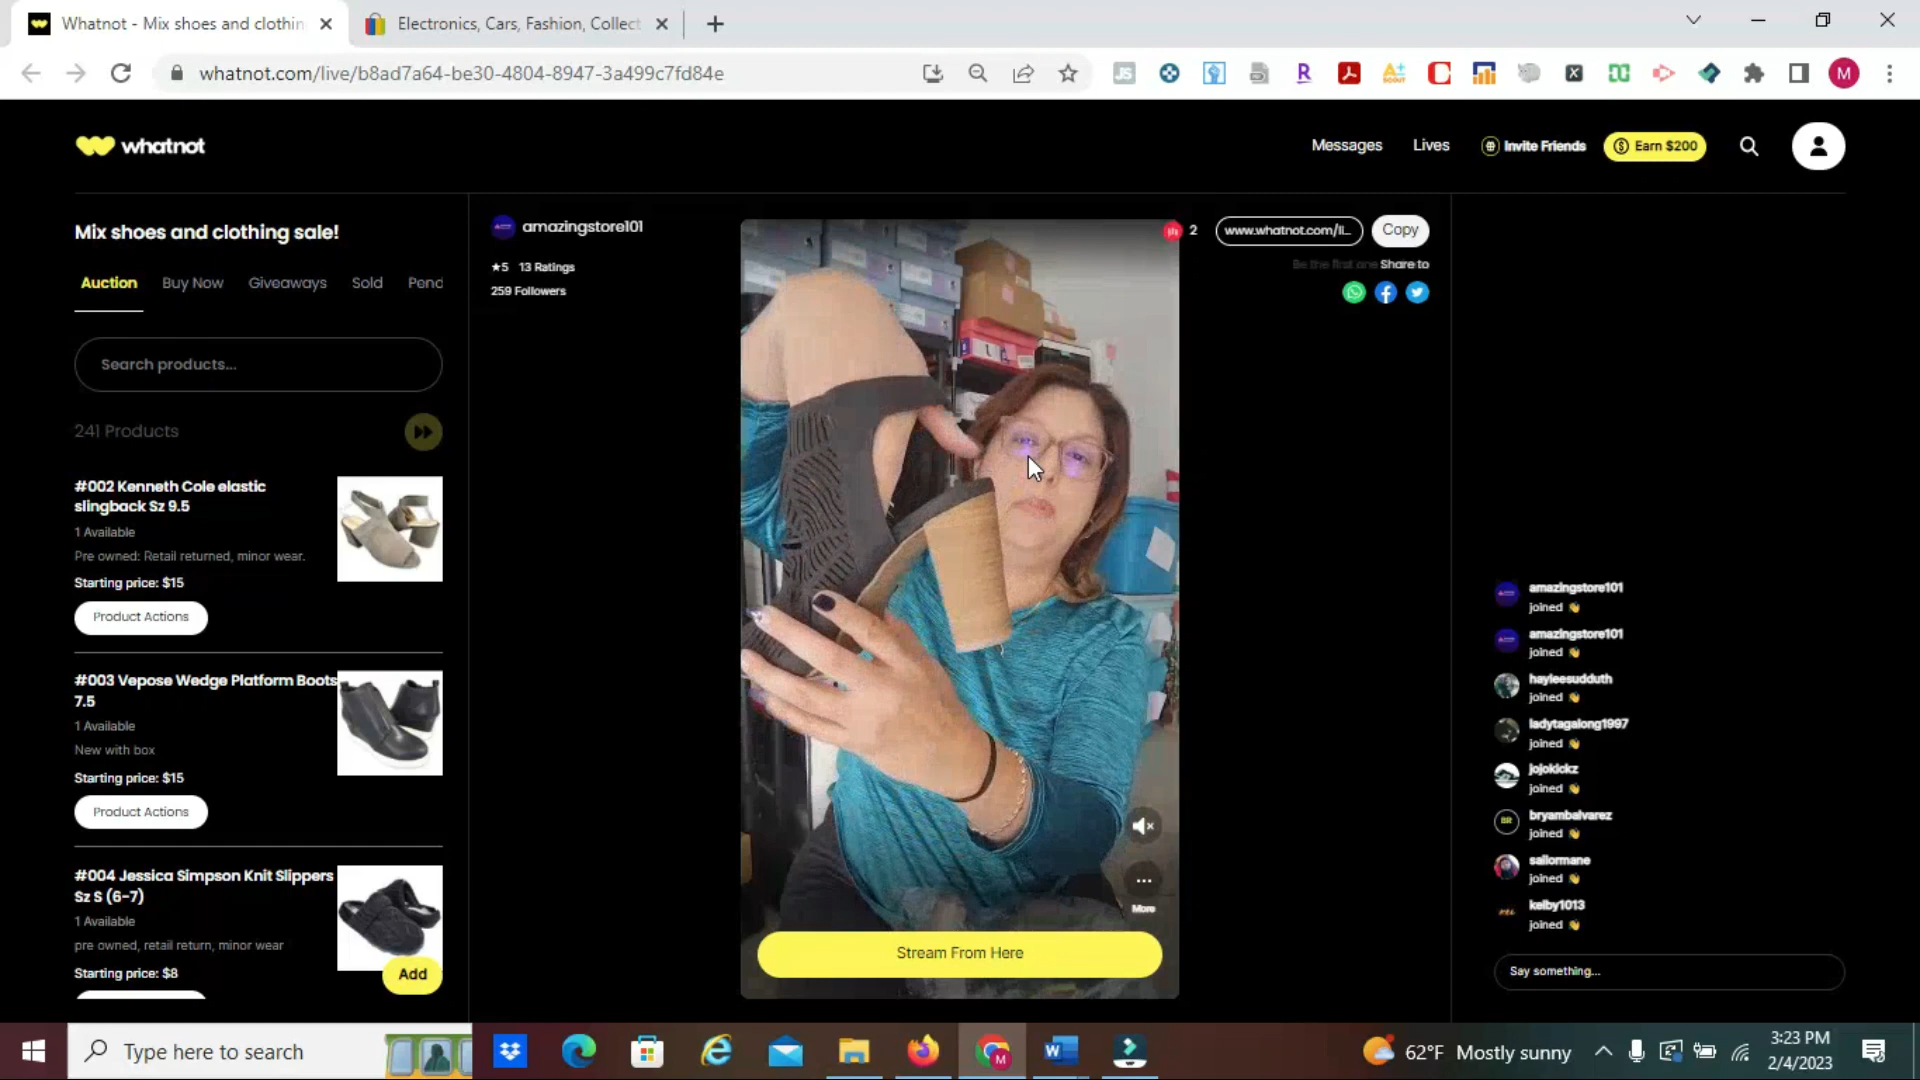 Whatnot - Mix shoes and clothin
Electronics, Cars, Fashion, Collect
whatnot.com/live/b8ad7a64-be30-4804-8947-3a499c7fd84e
JS
R
SCOUT
X
M
whatnot
Messages
Lives
Invite Friends
Earn $200
Mix shoes and clothing sale!
Auction
Buy Now
Giveaways
Sold
Pend
Search products...
241 Products
#002 Kenneth Cole elastic
slingback Sz 9.5
1 Available
Pre owned: Retail returned, minor wear.
Starting price: $15
Product Actions
#003 Vepose Wedge Platform Boots
7.5
1 Available
New with box
Starting price: $15
Product Actions
#004 Jessica Simpson Knit Slippers
Sz S (6-7)
1 Available
pre owned, retail return, minor wear
Starting price: $8
Add
amazingstore101
★5 13 Ratings
259 Followers
2
www.whatnot.com/li...
Copy
Be the first one Share to
More
Stream From Here
amazingstore101
joined 👋
amazingstore101
joined 👋
hayleesudduth
joined 👋
ladytagalong1997
joined 👋
jojokickz
joined 👋
BR
bryambalvarez
joined 👋
sailormane
joined 👋
kelby1013
joined 👋
Say something...
Type here to search
M
W
62°F Mostly sunny
3:23 PM
2/4/2023